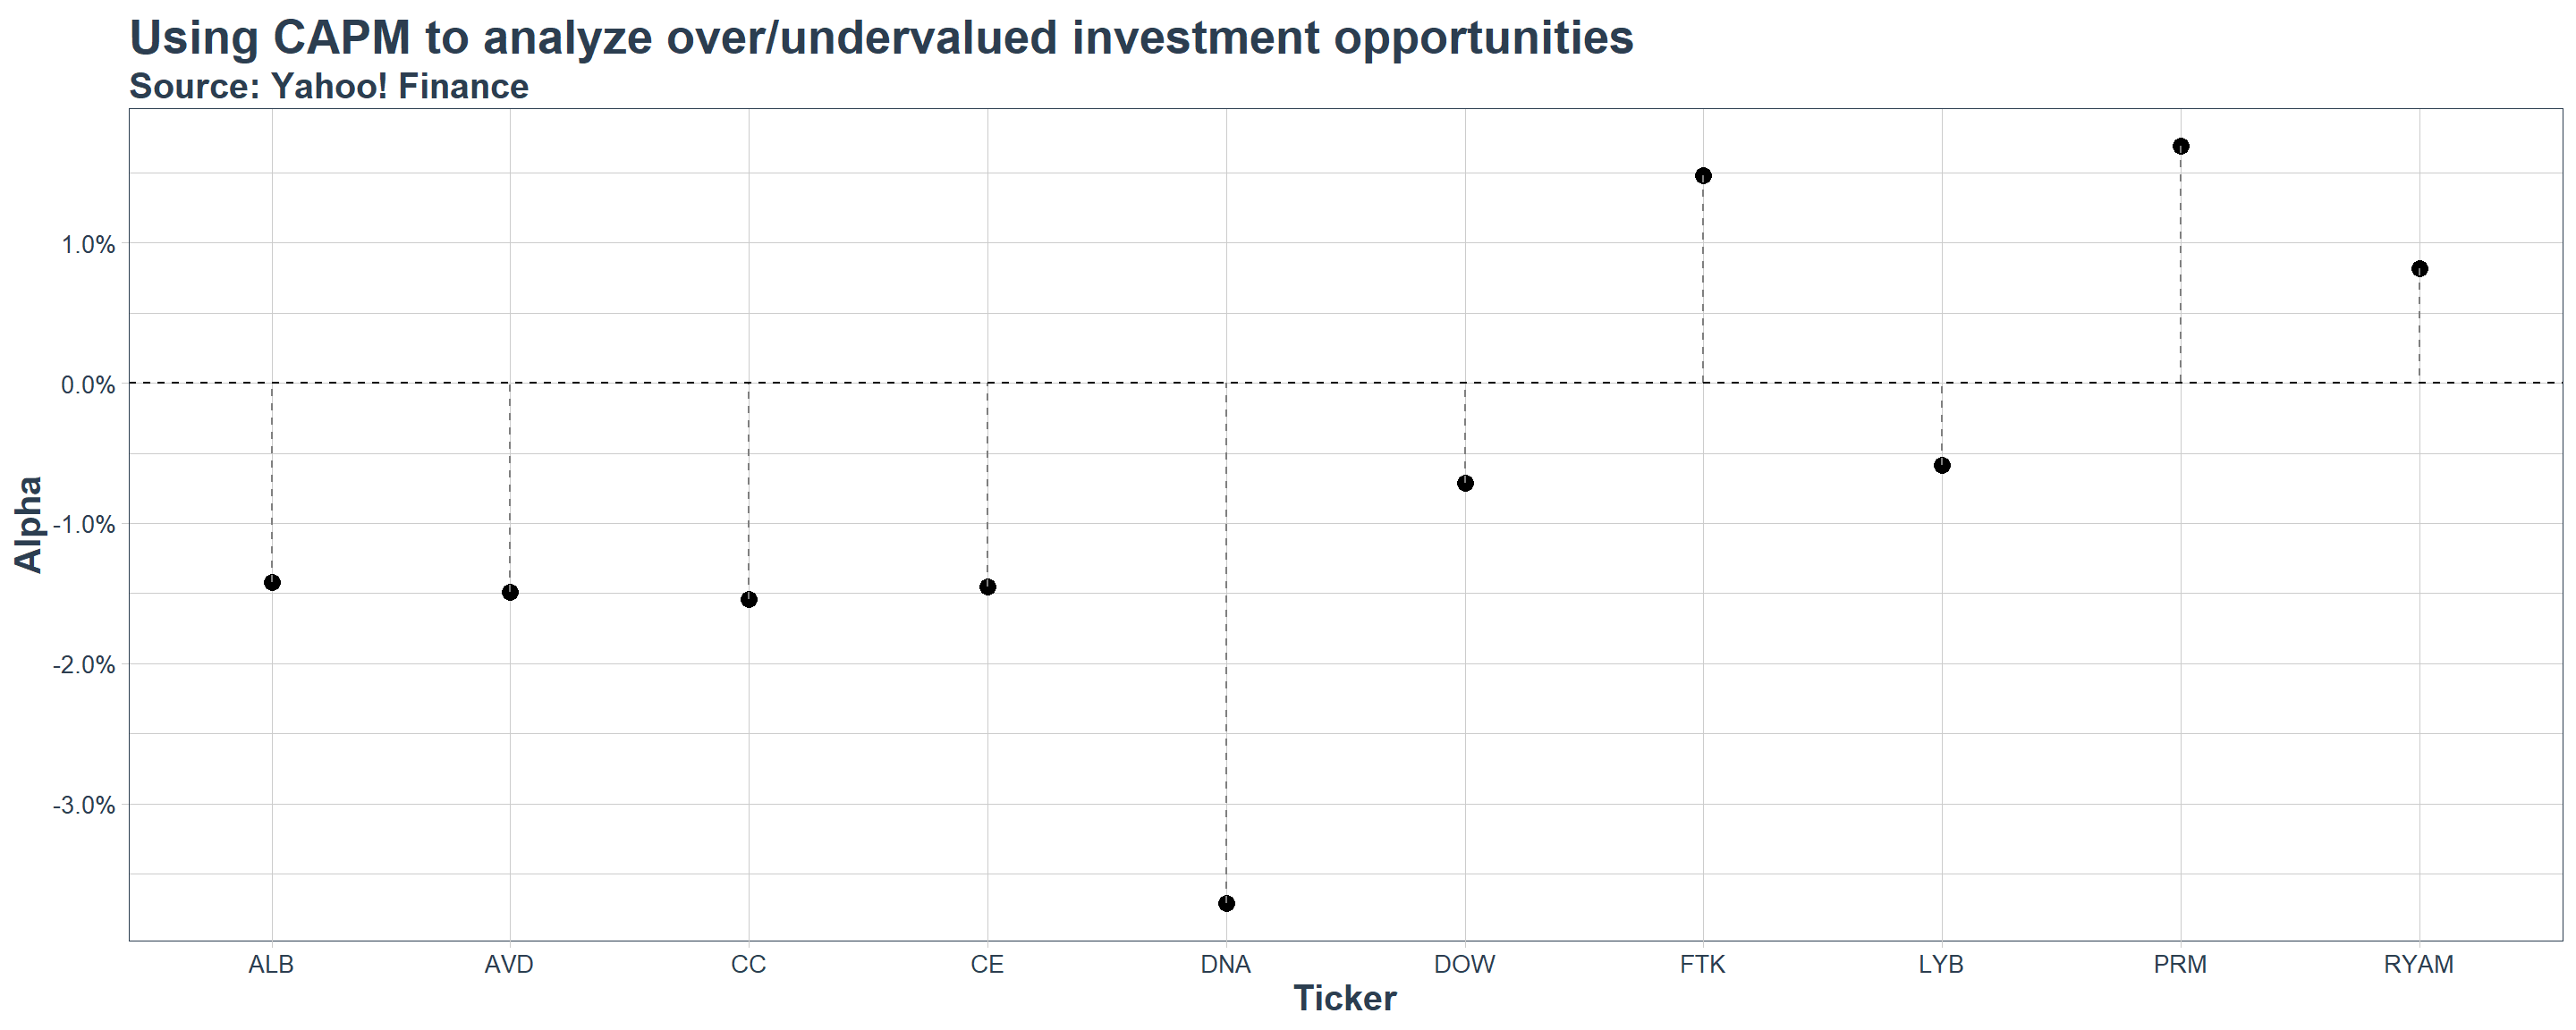 Using CAPM to analyze over/undervalued investment opportunities
Source: Yahoo! Finance
1.0%
0.0%
-1.0%
-2.0%
-3.0%
Alpha
ALB AVD CC CE DNA DOW FTK LYB PRM RYAM
Ticker